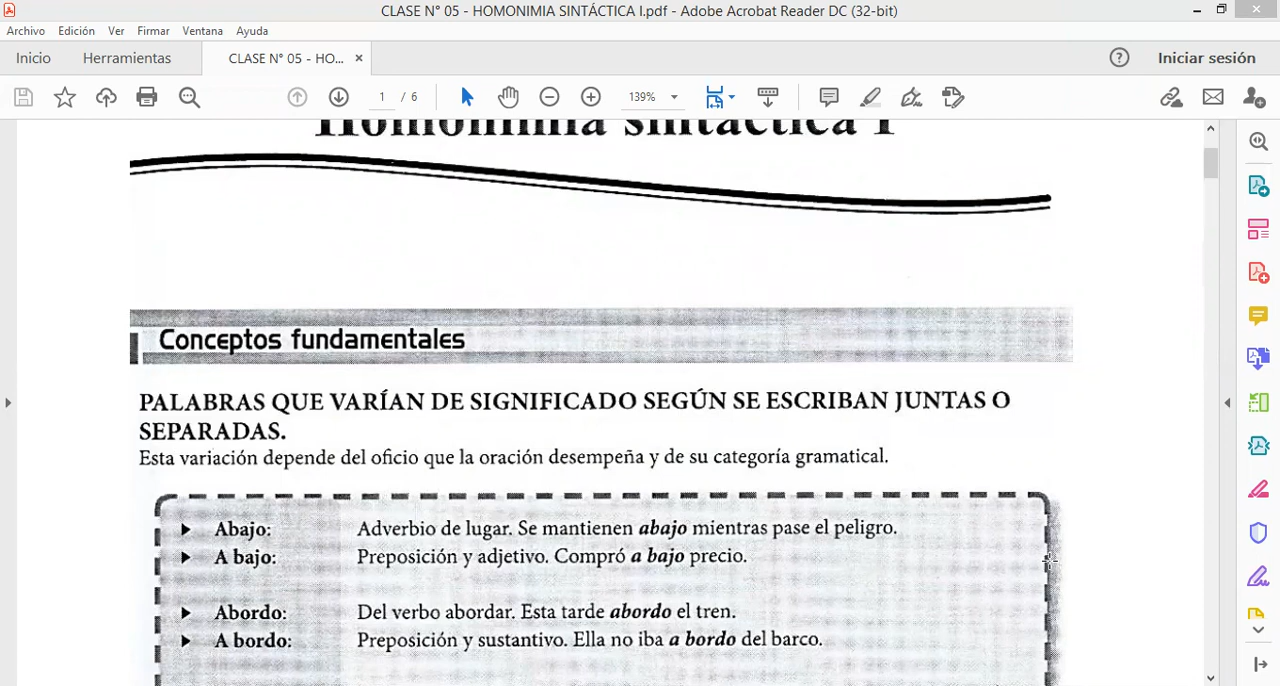 CLASE N° 05 - HOMONIMIA SINTÁCTICA I.pdf - Adobe Acrobat Reader DC (32-bit)
Archivo Edición Ver Firmar Ventana Ayuda
Inicio Herramientas CLASE N° 05 - HO... × Iniciar sesión
1 / 6 139%
Homonimia sintáctica I
Conceptos fundamentales
PALABRAS QUE VARÍAN DE SIGNIFICADO SEGÚN SE ESCRIBAN JUNTAS O
SEPARADAS.
Esta variación depende del oficio que la oración desempeña y de su categoría gramatical.
Abajo: Adverbio de lugar. Se mantienen abajo mientras pase el peligro.
A bajo: Preposición y adjetivo. Compró a bajo precio.
Abordo: Del verbo abordar. Esta tarde abordo el tren.
A bordo: Preposición y sustantivo. Ella no iba a bordo del barco.